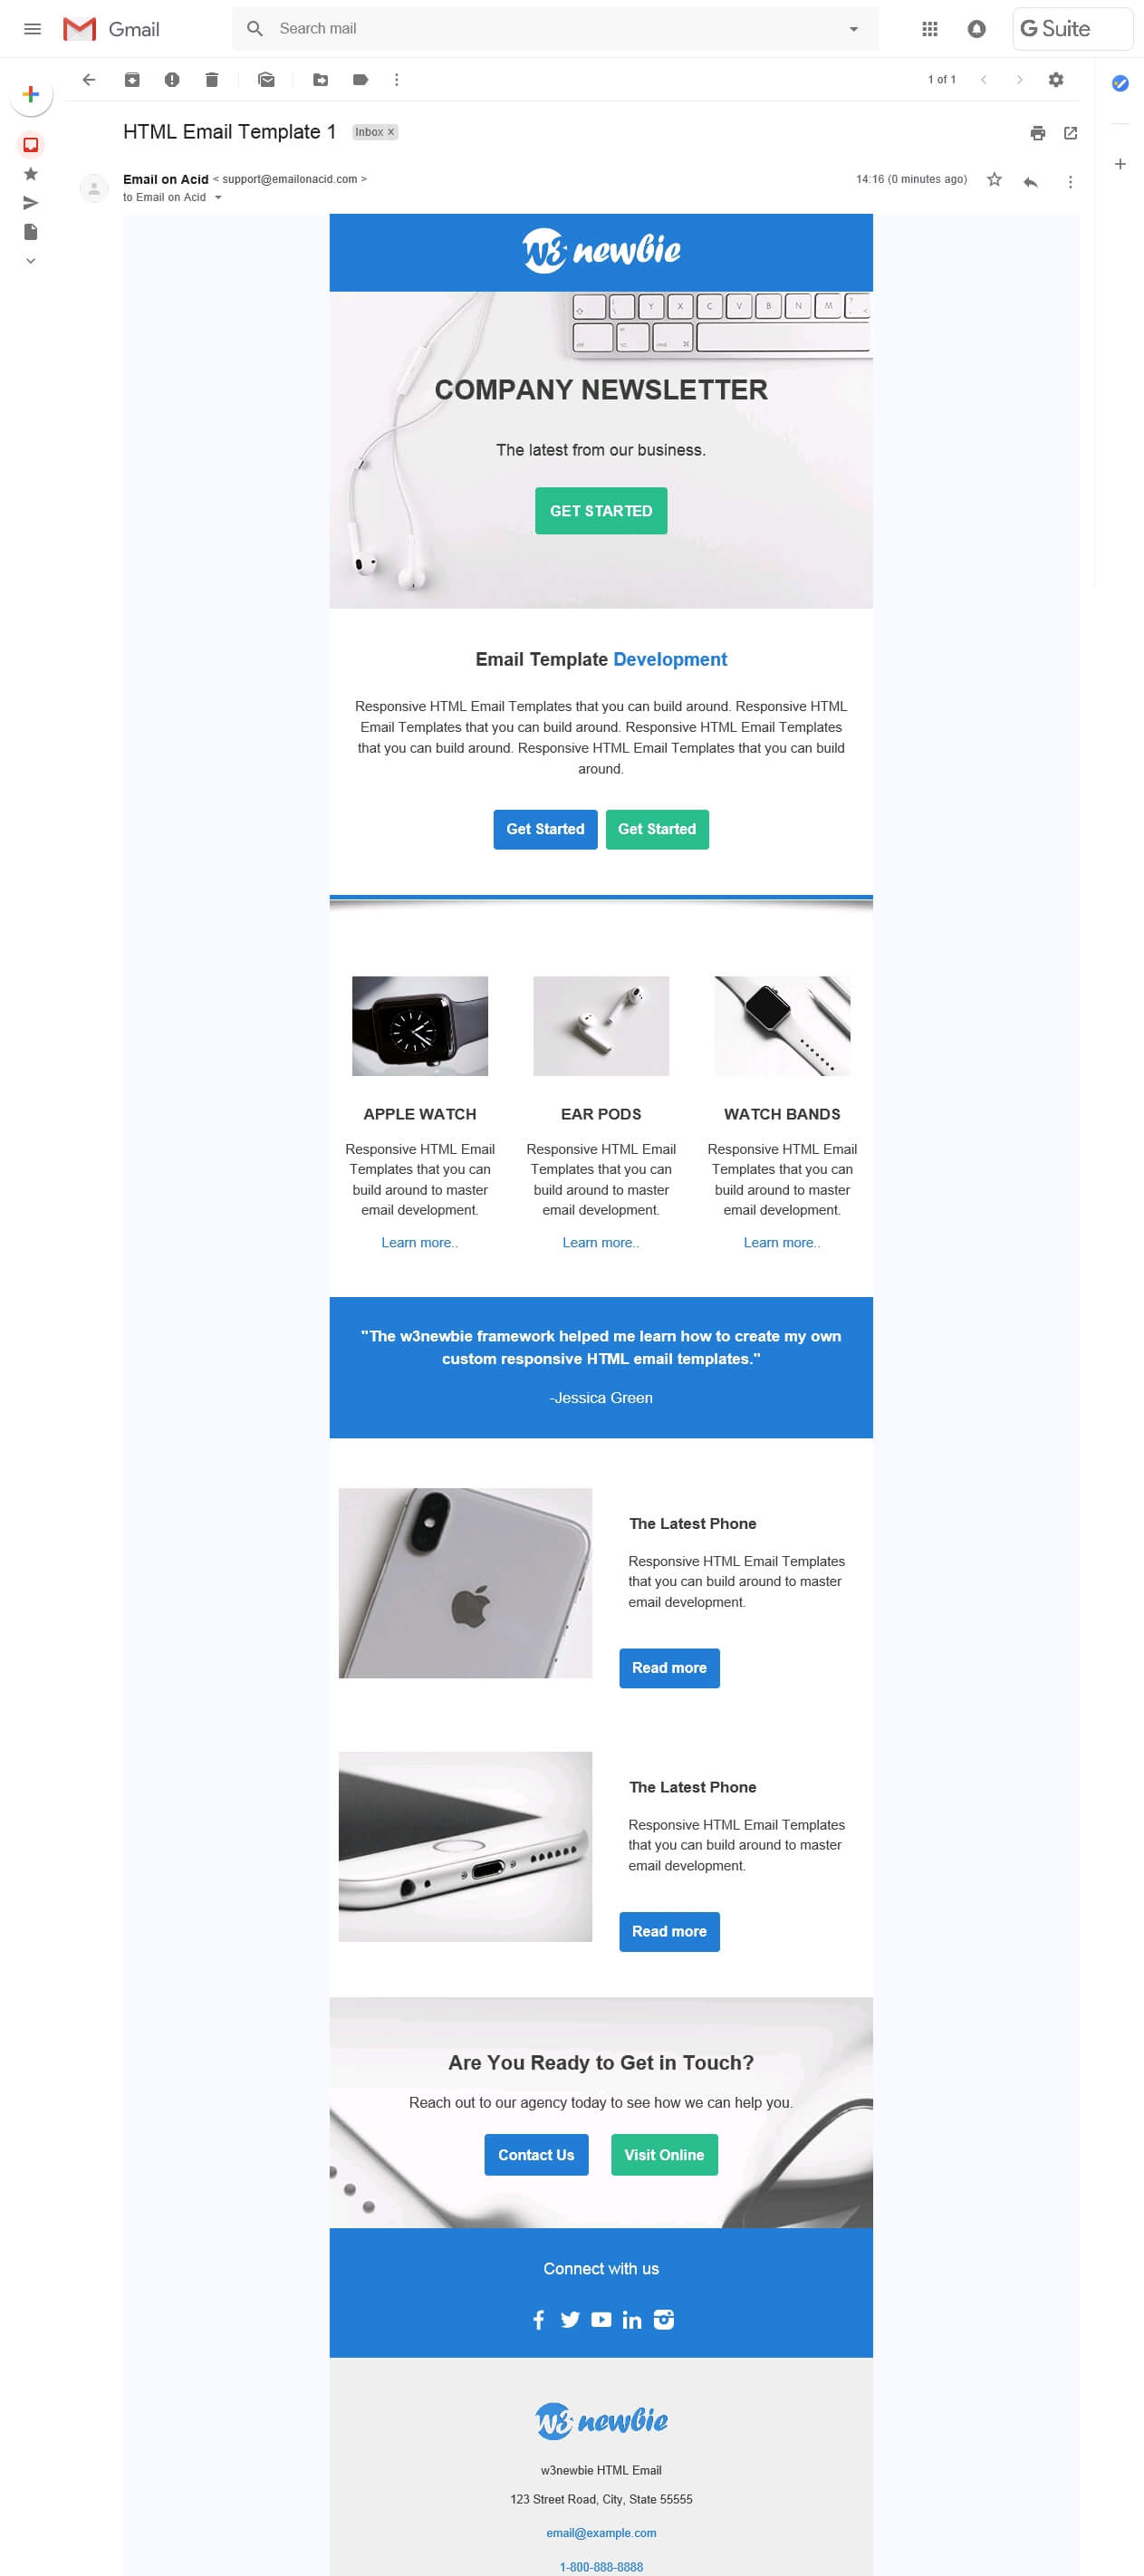 Gmail
Search mail
G Suite
1 of 1
HTML Email Template 1
Inbox x
Email on Acid < support@emailonacid.com >
14:16 (0 minutes ago)
to Email on Acid
W3 newbie
Y X C V B N M
COMPANY NEWSLETTER
The latest from our business.
GET STARTED
Email Template Development
Responsive HTML Email Templates that you can build around. Responsive HTML
Email Templates that you can build around. Responsive HTML Email Templates
that you can build around. Responsive HTML Email Templates that you can build
around.
Get Started
Get Started
APPLE WATCH
Responsive HTML Email
Templates that you can
build around to master
email development.
Learn more..
EAR PODS
Responsive HTML Email
Templates that you can
build around to master
email development.
Learn more..
WATCH BANDS
Responsive HTML Email
Templates that you can
build around to master
email development.
Learn more..
"The w3newbie framework helped me learn how to create my own
custom responsive HTML email templates."
-Jessica Green
The Latest Phone
Responsive HTML Email Templates
that you can build around to master
email development.
Read more
The Latest Phone
Responsive HTML Email Templates
that you can build around to master
email development.
Read more
Are You Ready to Get in Touch?
Reach out to our agency today to see how we can help you.
Contact Us
Visit Online
Connect with us
W3 newbie
w3newbie HTML Email
123 Street Road, City, State 55555
email@example.com
1-800-888-8888